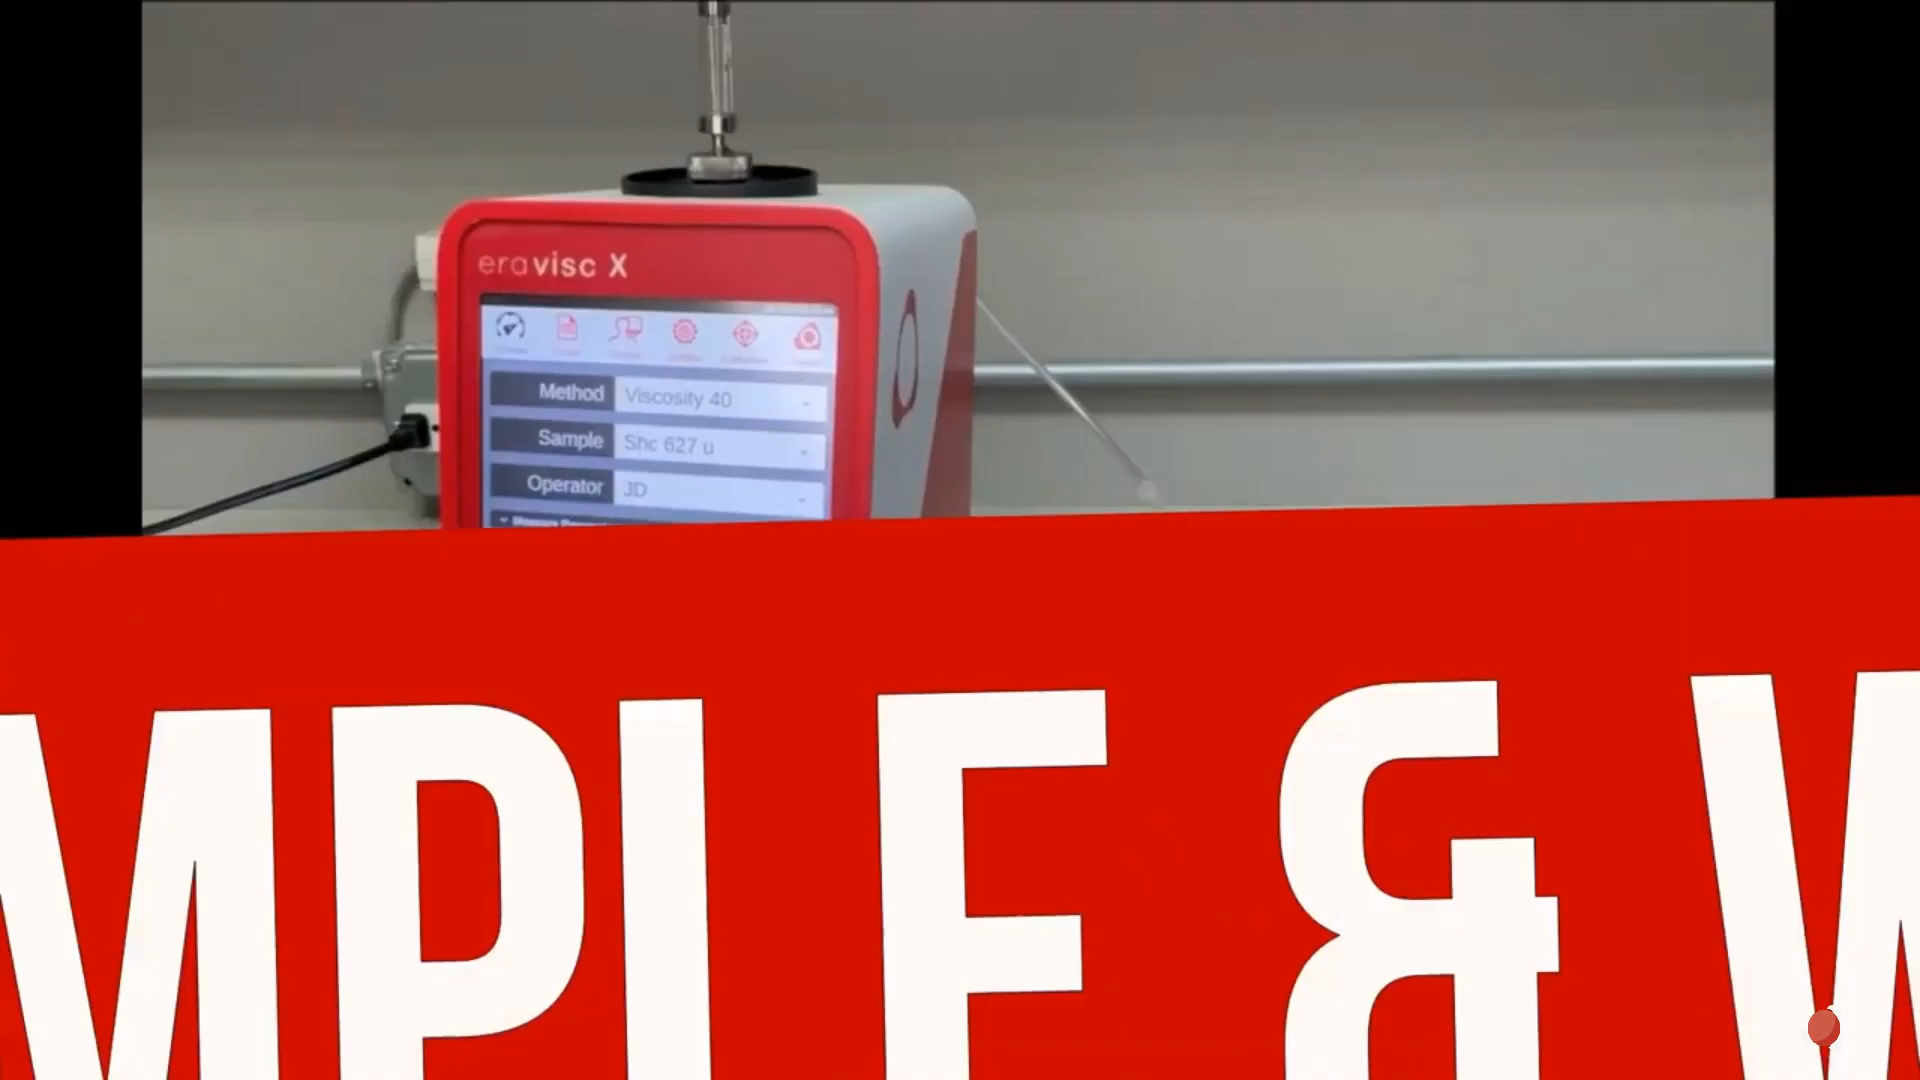 eravisc X
Method Viscosity 40
Sample Shc 627 u
Operator JD
MPLE & W